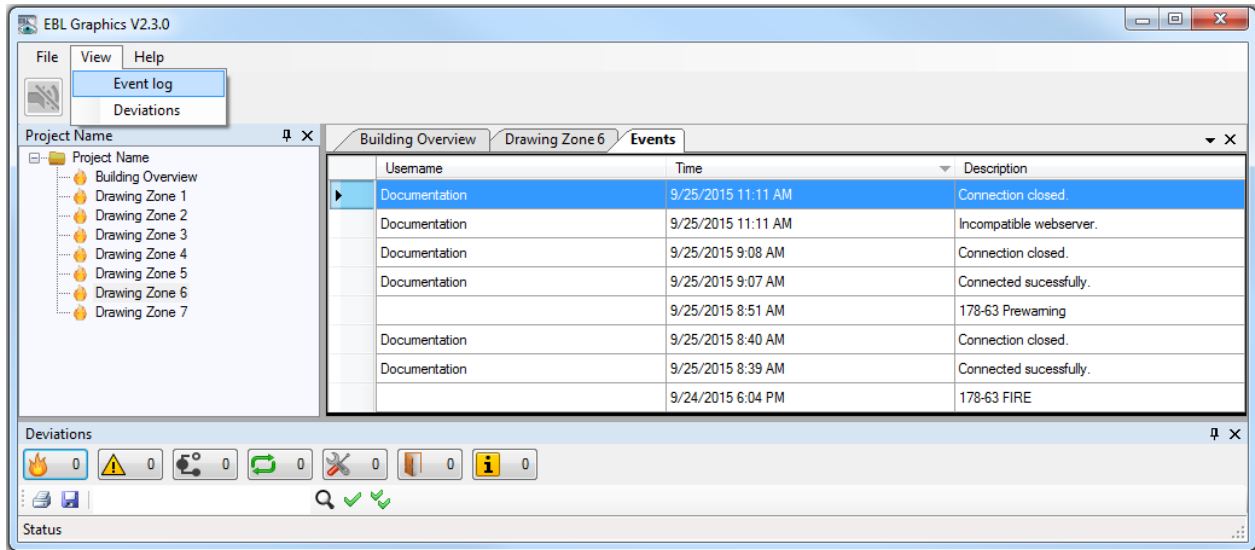 EBL Graphics V2.3.0
File View Help
Event log
Deviations
Project Name
Project Name
Building Overview
Drawing Zone 1
Drawing Zone 2
Drawing Zone 3
Drawing Zone 4
Drawing Zone 5
Drawing Zone 6
Drawing Zone 7
Building Overview Drawing Zone 6 Events
Username Time Description
Documentation 9/25/2015 11:11 AM Connection closed.
Documentation 9/25/2015 11:11 AM Incompatible webserver.
Documentation 9/25/2015 9:08 AM Connection closed.
Documentation 9/25/2015 9:07 AM Connected sucessfully.
9/25/2015 8:51 AM 178-63 Prewarning
Documentation 9/25/2015 8:40 AM Connection closed.
Documentation 9/25/2015 8:39 AM Connected sucessfully.
9/24/2015 6:04 PM 178-63 FIRE
Deviations
0 0 0 0 0 0 0
Status